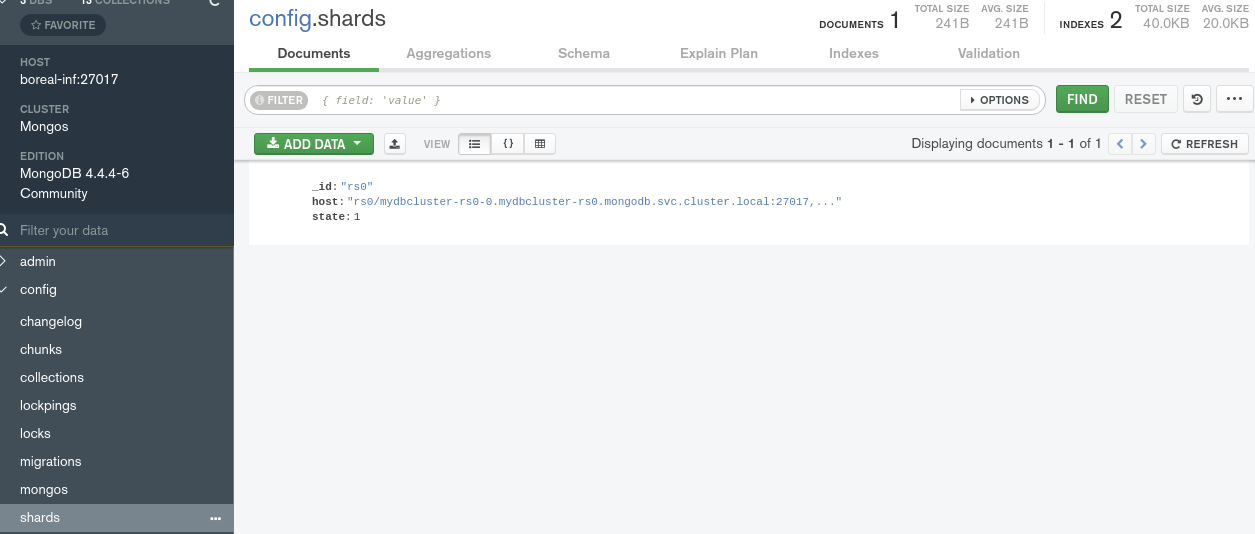 DBS 13 COLLECTIONS
FAVORITE
HOST
boreal-inf:27017
CLUSTER
Mongos
EDITION
MongoDB 4.4.4-6
Community
Filter your data
admin
config
changelog
chunks
collections
lockpings
locks
migrations
mongos
shards
config.shards
DOCUMENTS 1 TOTAL SIZE 241B AVG. SIZE 241B INDEXES 2 TOTAL SIZE 40.0KB AVG. SIZE 20.0KB
Documents Aggregations Schema Explain Plan Indexes Validation
FILTER { field: 'value' } OPTIONS FIND RESET
ADD DATA VIEW {} Displaying documents 1 - 1 of 1 REFRESH
_id: "rs0"
host: "rs0/mydbcluster-rs0-0.mydbcluster-rs0.mongodb.svc.cluster.local:27017,..."
state: 1